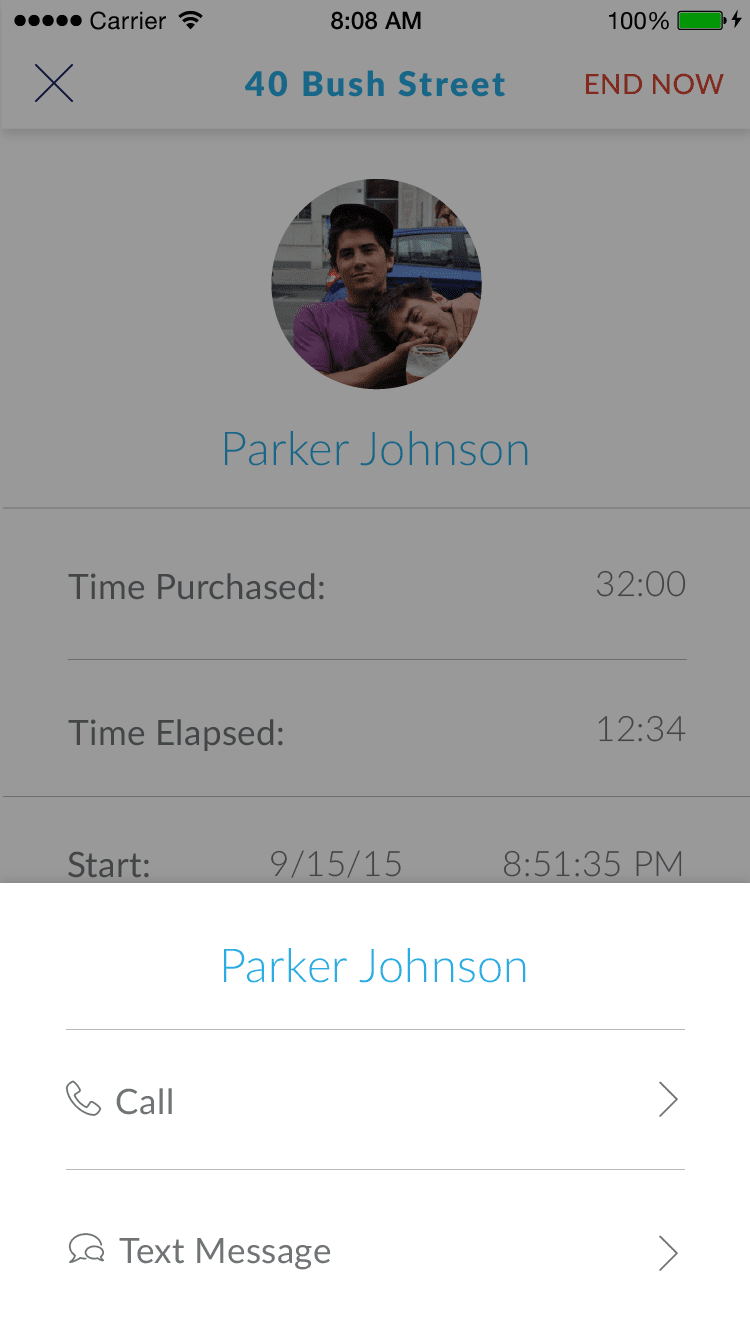 Carrier 8:08 AM 100%
40 Bush Street END NOW
Parker Johnson
Time Purchased: 32:00
Time Elapsed: 12:34
Start: 9/15/15 8:51:35 PM
Parker Johnson
Call
Text Message